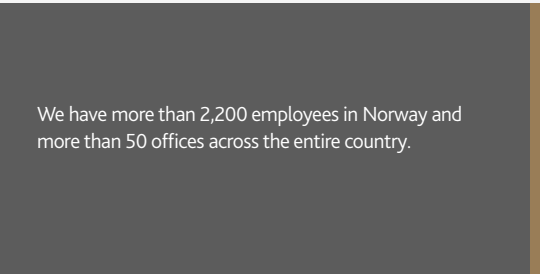 We have more than 2,200 employees in Norway and
more than 50 offices across the entire country.